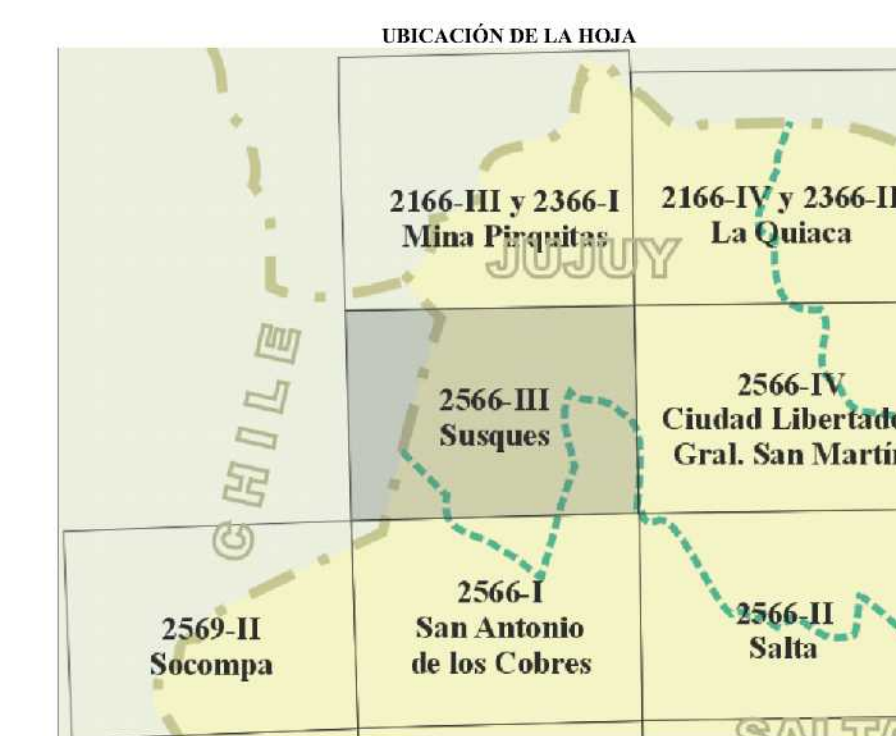 UBICACIÓN DE LA HOJA
2166-III y 2366-I
Mina Pirquitas
2166-IV y 2366-II
La Quiaca
JUJUY
CHILE
2566-III
Susques
2566-IV
Ciudad Libertado
Gral. San Martín
2566-I
San Antonio
de los Cobres
2566-II
Salta
2569-II
Socompa
SALTA